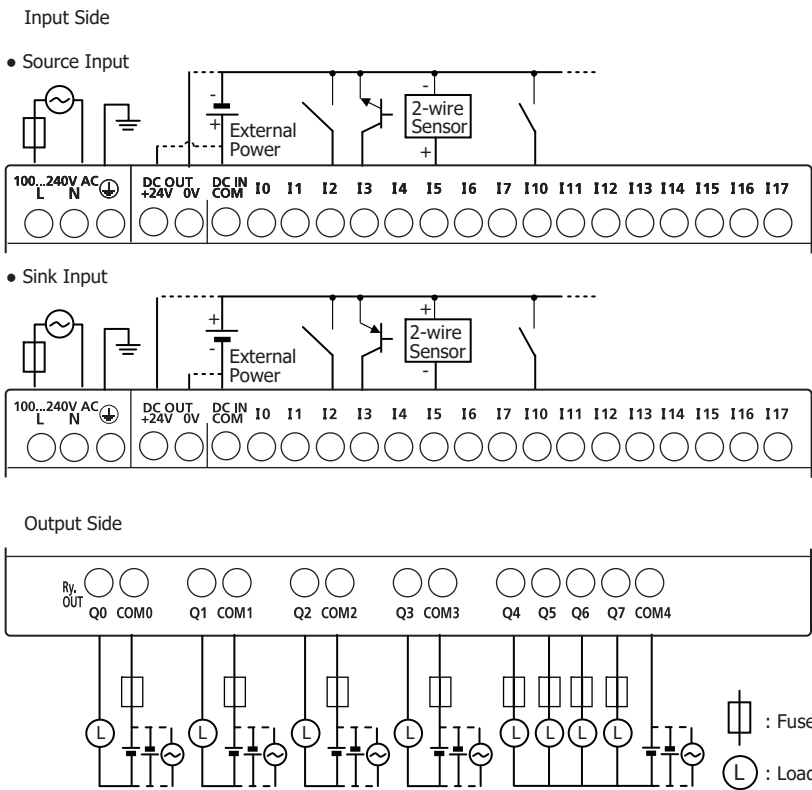 Input Side
● Source Input
-
+
External
Power
-
2-wire
Sensor
+
100...240V AC
L N
DC OUT
+24V 0V
DC IN
COM
I0 I1 I2 I3 I4 I5 I6 I7 I10 I11 I12 I13 I14 I15 I16 I17
● Sink Input
+
-
External
Power
+
2-wire
Sensor
-
100...240V AC
L N
DC OUT
+24V 0V
DC IN
COM
I0 I1 I2 I3 I4 I5 I6 I7 I10 I11 I12 I13 I14 I15 I16 I17
Output Side
Ry.
OUT
Q0 COM0 Q1 COM1 Q2 COM2 Q3 COM3 Q4 Q5 Q6 Q7 COM4
: Fuse
L L L L L L L L
L : Load